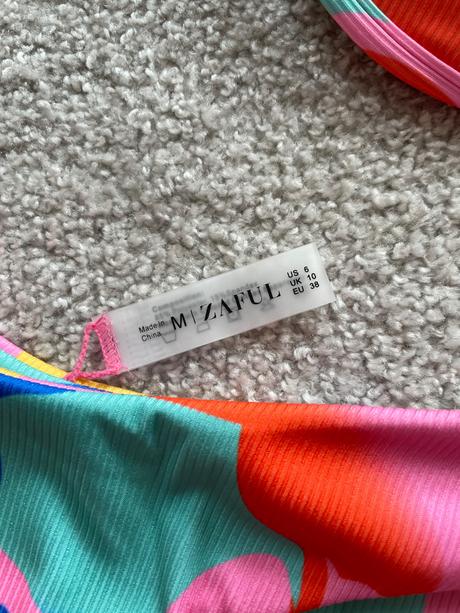 Made in
China
M | ZAFUL
US 6
UK 10
EU 38